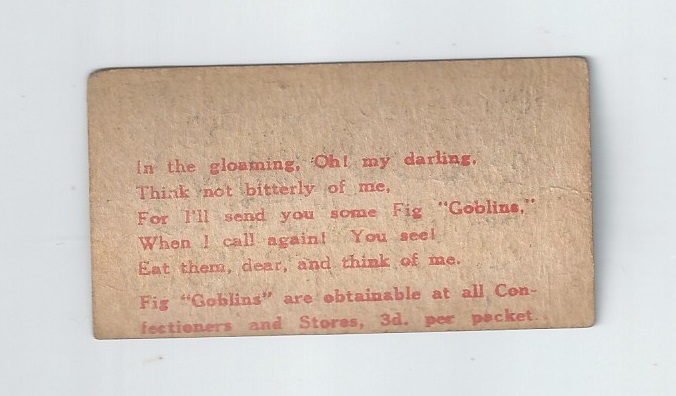 In the gloaming, Oh! my darling,
Think not bitterly of me,
For I'll send you some Fig "Goblins,"
When I call again! You see!
Eat them, dear, and think of me.
Fig "Goblins" are obtainable at all Con-
fectioners and Stores, 3d. per packet.